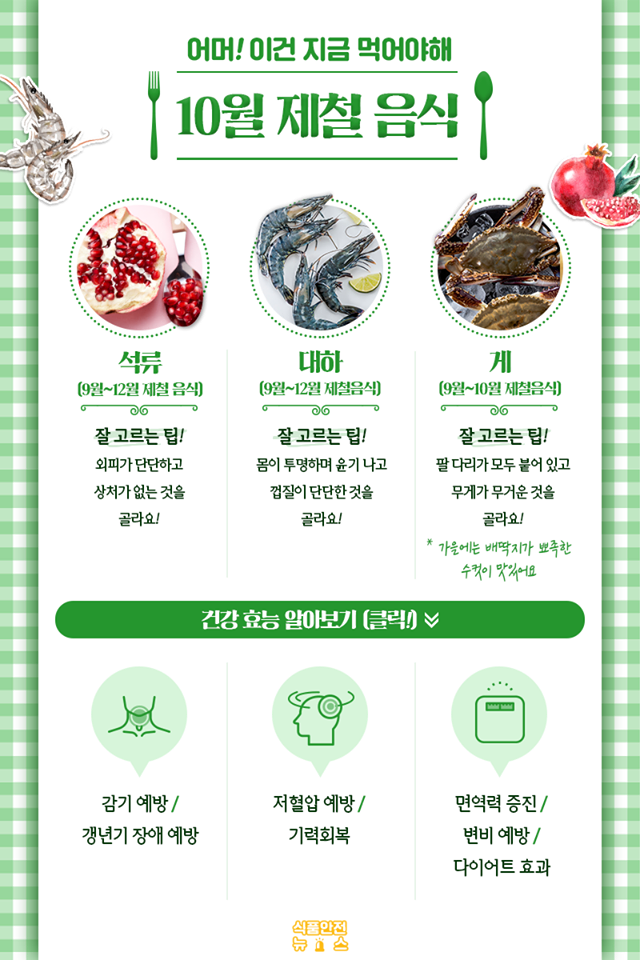 어머! 이건 지금 먹어야해
10월 제철 음식
석류
(9월~12월 제철 음식)
잘 고르는 팁!
외피가 단단하고
상처가 없는 것을
골라요!
대하
(9월~12월 제철음식)
잘 고르는 팁!
몸이 투명하며 윤기 나고
껍질이 단단한 것을
골라요!
게
(9월~10월 제철음식)
잘 고르는 팁!
팔 다리가 모두 붙어 있고
무게가 무거운 것을
골라요!
* 가을에는 배딱지가 뾰족한
수컷이 맛있어요
건강 효능 알아보기 (클릭!)
감기 예방 /
갱년기 장애 예방
저혈압 예방 /
기력회복
면역력 증진 /
변비 예방 /
다이어트 효과
식품안전
뉴스